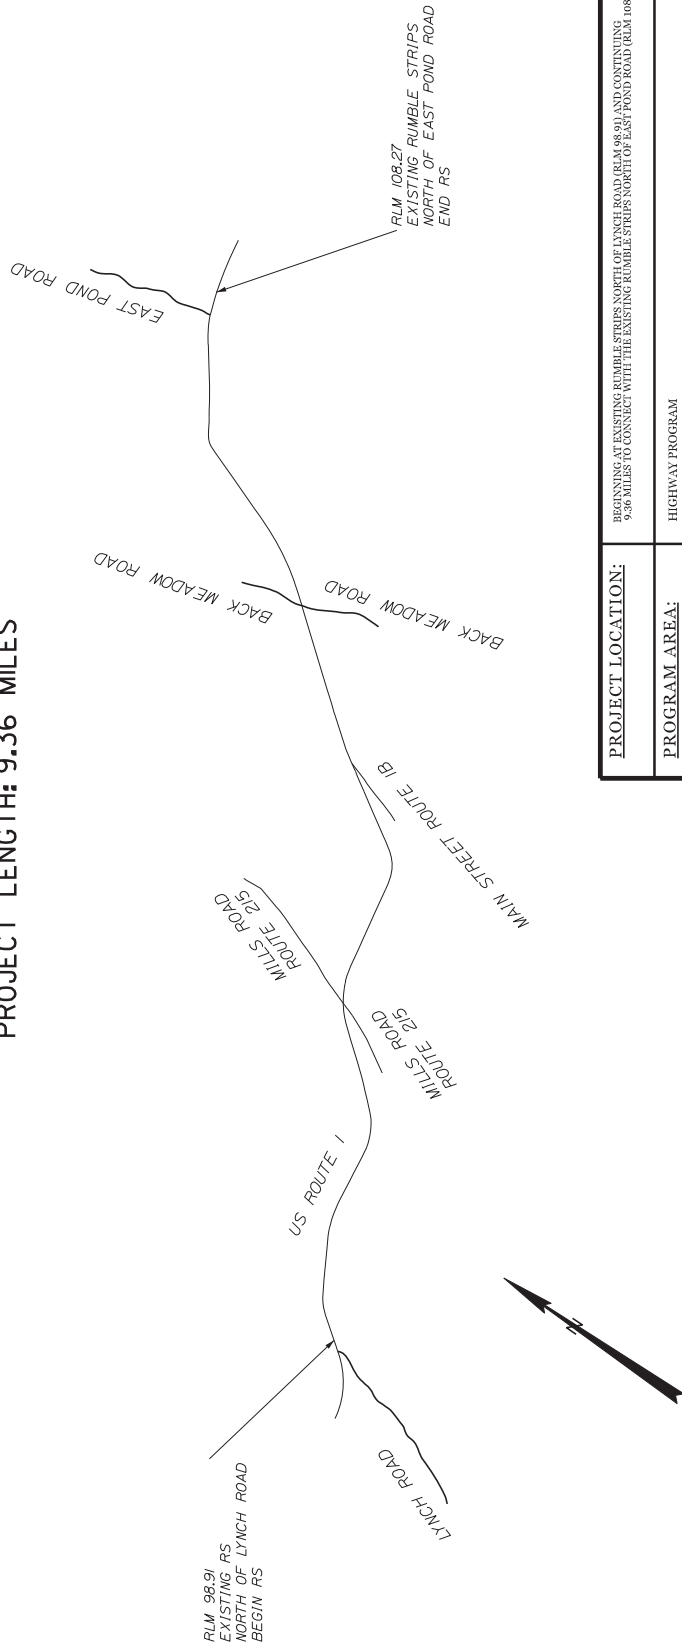 PROJECT LENGTH: 9.36 MILES
RLM 98.91
EXISTING RS
NORTH OF LYNCH ROAD
BEGIN RS
LYNCH ROAD
US ROUTE 1
MILLS ROAD
ROUTE 215
MILLS ROAD
ROUTE 215
MAIN STREET ROUTE 1B
BACK MEADOW ROAD
BACK MEADOW ROAD
EAST POND ROAD
RLM 108.27
EXISTING RUMBLE STRIPS
NORTH OF EAST POND ROAD
END RS
N
PROJECT LOCATION:
BEGINNING AT EXISTING RUMBLE STRIPS NORTH OF LYNCH ROAD (RLM 98.91) AND CONTINUING
9.36 MILES TO CONNECT WITH THE EXISTING RUMBLE STRIPS NORTH OF EAST POND ROAD (RLM 108
PROGRAM AREA:
HIGHWAY PROGRAM